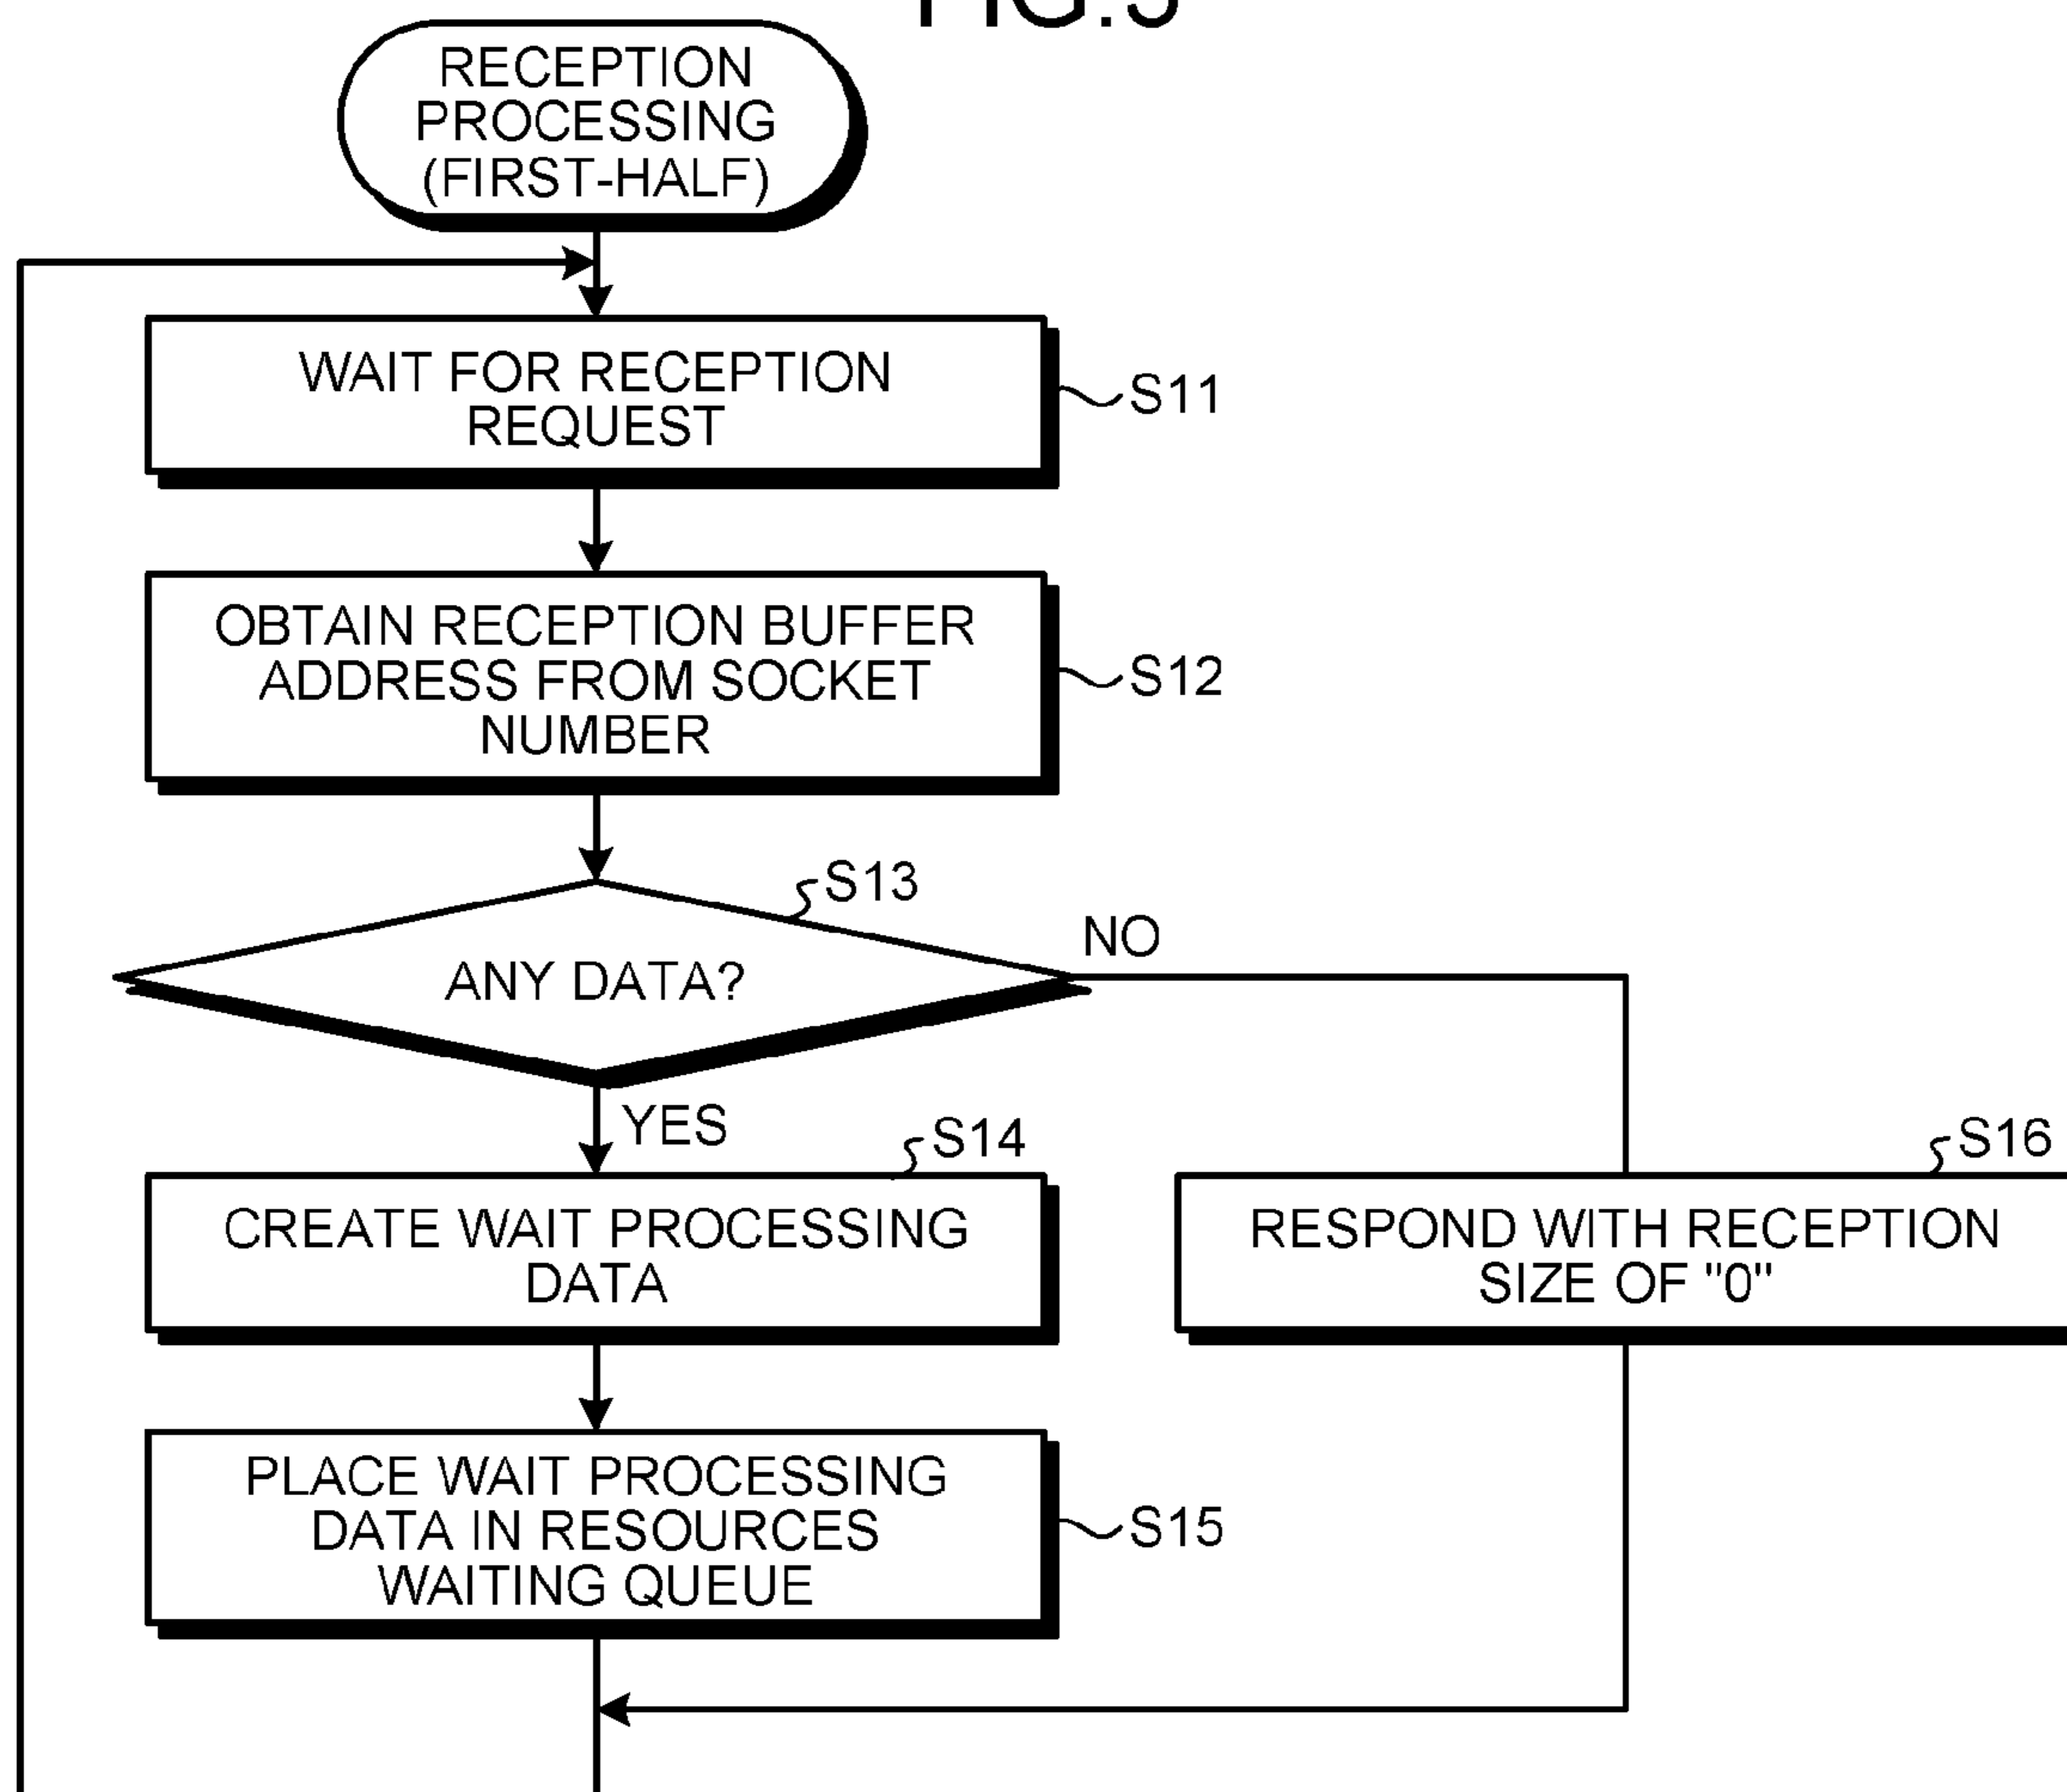 FIG.5
RECEPTION
PROCESSING
(FIRST-HALF)
WAIT FOR RECEPTION
REQUEST
S11
OBTAIN RECEPTION BUFFER
ADDRESS FROM SOCKET
NUMBER
S12
S13
ANY DATA?
NO
YES
S14
CREATE WAIT PROCESSING
DATA
S16
RESPOND WITH RECEPTION
SIZE OF "0"
PLACE WAIT PROCESSING
DATA IN RESOURCES
WAITING QUEUE
S15